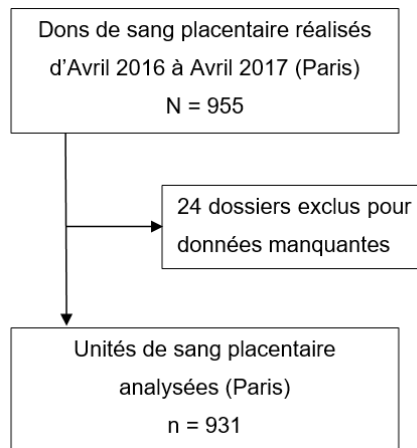 Dons de sang placentaire réalisés
d'Avril 2016 à Avril 2017 (Paris)
N = 955
24 dossiers exclus pour
données manquantes
Unités de sang placentaire
analysées (Paris)
n = 931